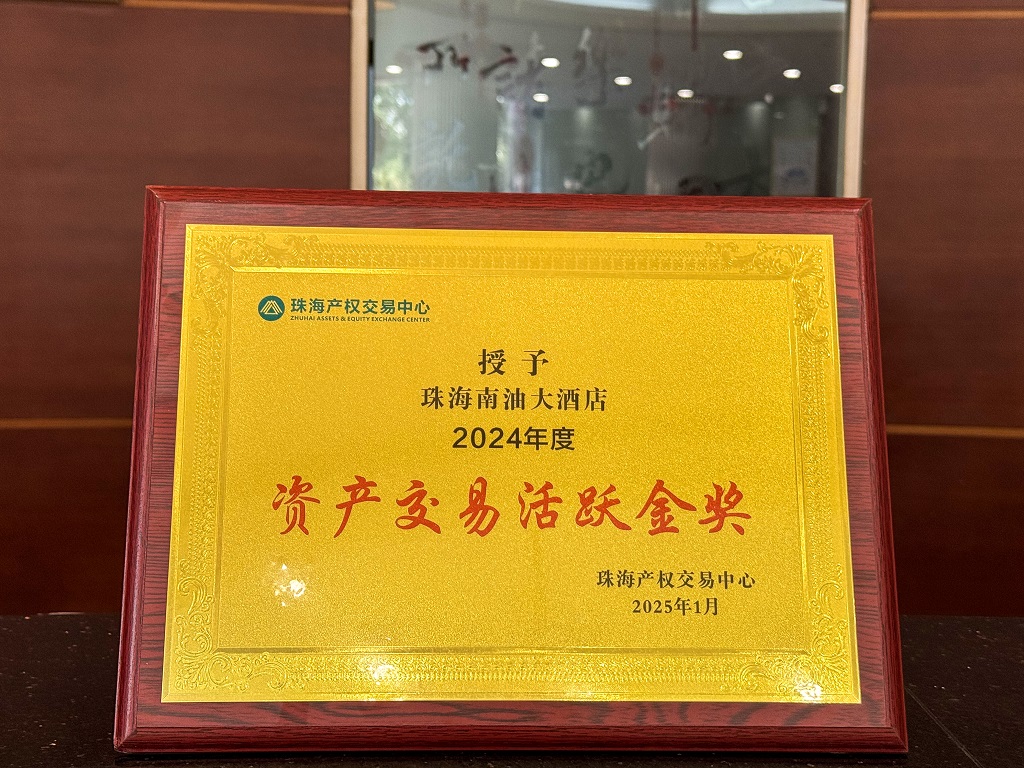 珠海产权交易中心
ZHUHAI ASSETS & EQUITY EXCHANGE CENTER
授予
珠海南油大酒店
2024年度
资产交易活跃金奖
珠海产权交易中心
2025年1月